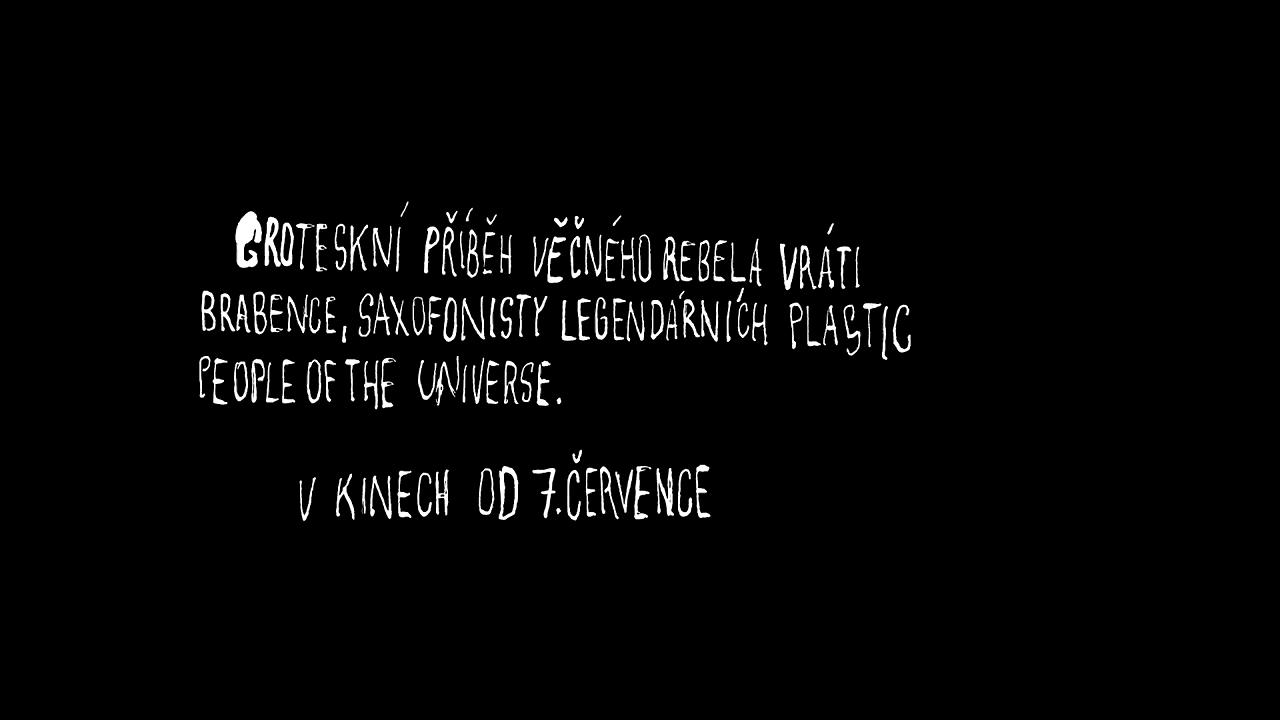 GROTESKNÍ PŘÍBĚH VĚČNÉHO REBELA VRÁTI
BRABENCE, SAXOFONISTY LEGENDÁRNÍCH PLASTIC
PEOPLE OF THE UNIVERSE.
V KINECH OD 7. ČERVENCE